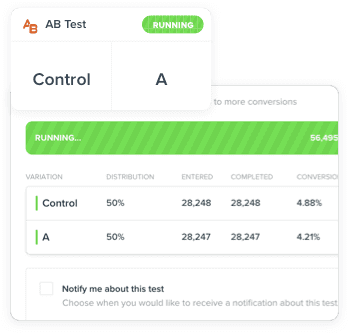 AB AB Test RUNNING
Control A
to more conversions
RUNNING... 56,495
VARIATION DISTRIBUTION ENTERED COMPLETED CONVERSIO
Control 50% 28,248 28,248 4.88%
A 50% 28,247 28,247 4.21%
Notify me about this test
Choose when you would like to receive a notification about this test